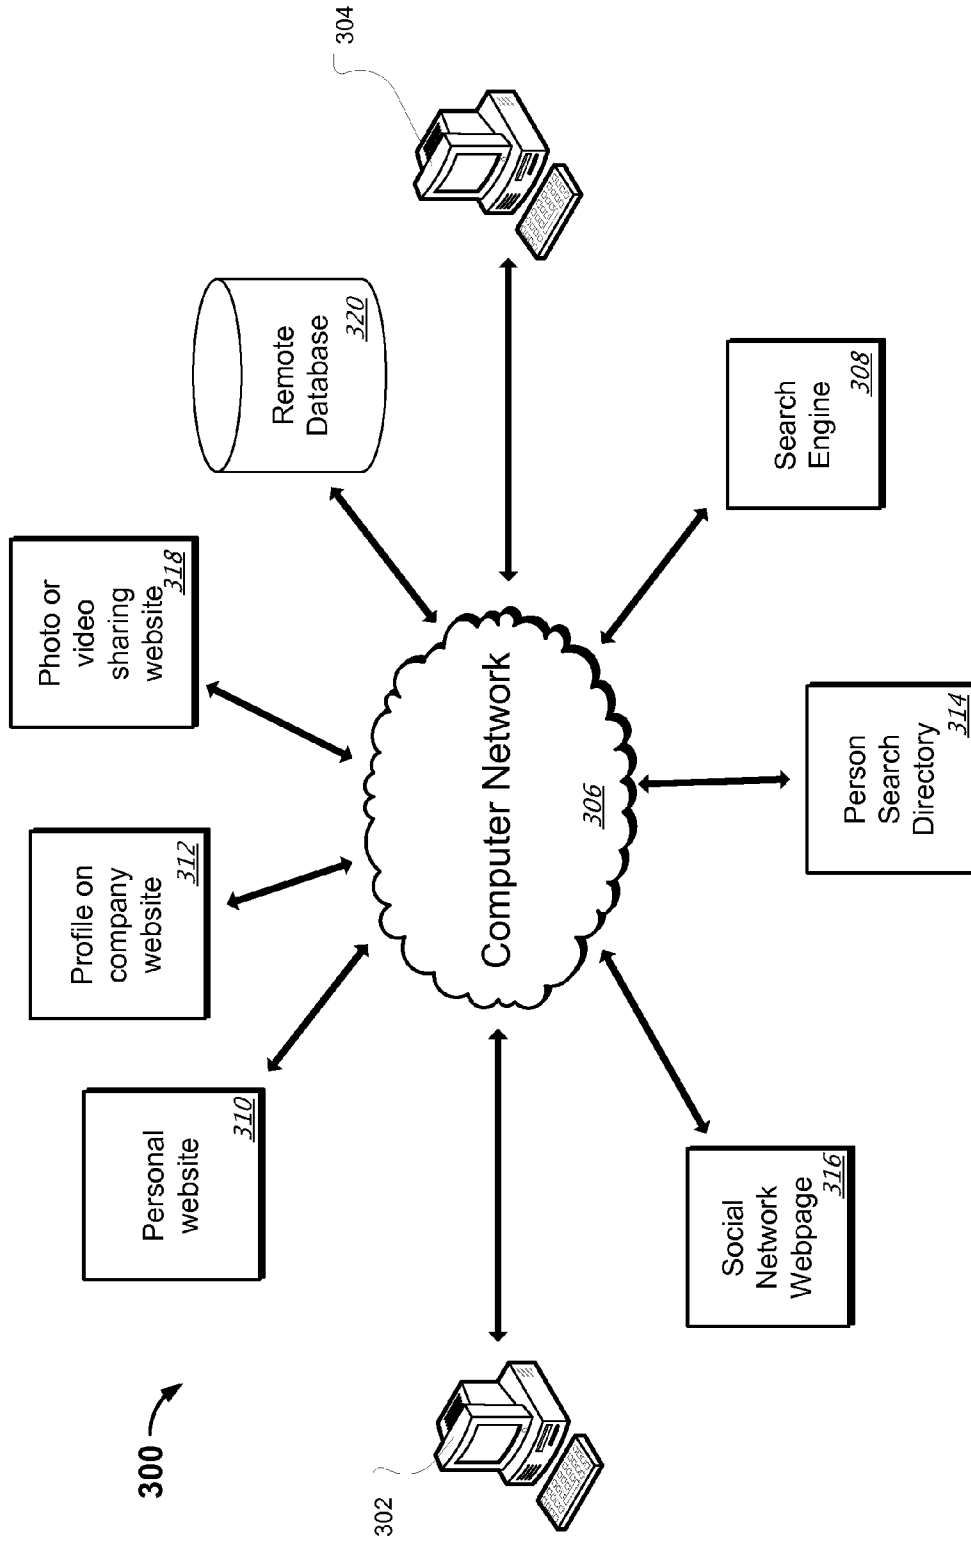 300
Personal
website
310
Profile on
company
website
312
Photo or
video
sharing
website
318
Remote
Database
320
304
302
Computer Network
306
Social
Network
Webpage
316
Person
Search
Directory
314
Search
Engine
308